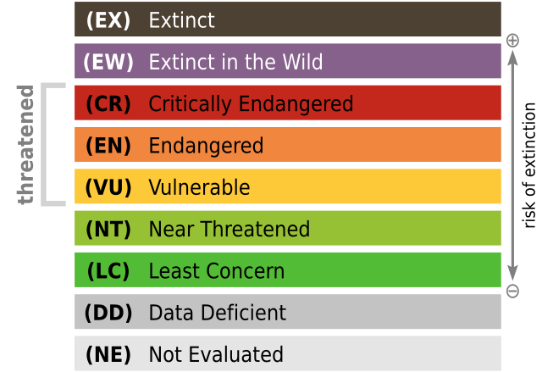 (EX) Extinct
(EW) Extinct in the Wild
(CR) Critically Endangered
(EN) Endangered
(VU) Vulnerable
(NT) Near Threatened
(LC) Least Concern
(DD) Data Deficient
(NE) Not Evaluated
threatened
+
risk of extinction
−